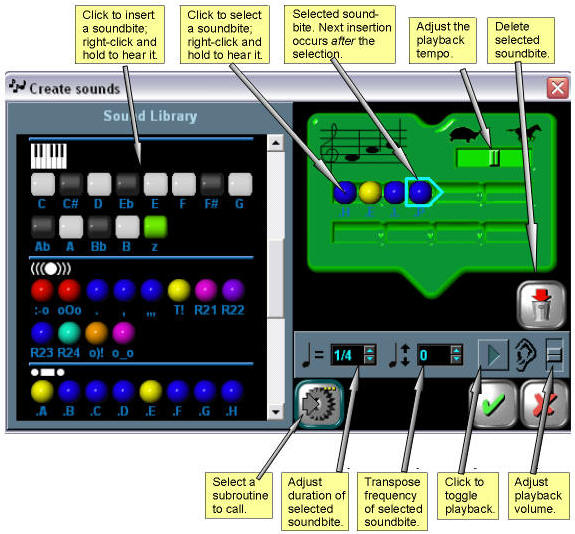 Click to insert
a soundbite;
right-click and
hold to hear it.
Click to select
a soundbite;
right-click and
hold to hear it.
Selected sound-
bite. Next insertion
occurs after the
selection.
Adjust the
playback
tempo.
Delete
selected
soundbite.
Create sounds
Sound Library
C C# D Eb E F F# G
Ab A Bb B z
:-o oOo . , ,,, T! R21 R22
R23 R24 o)! o_o
.A .B .C .D .E .F .G .H
= 1/4 0
Select a
subroutine
to call.
Adjust
duration of
selected
soundbite.
Transpose
frequency
of selected
soundbite.
Click to
toggle
playback.
Adjust
playback
volume.